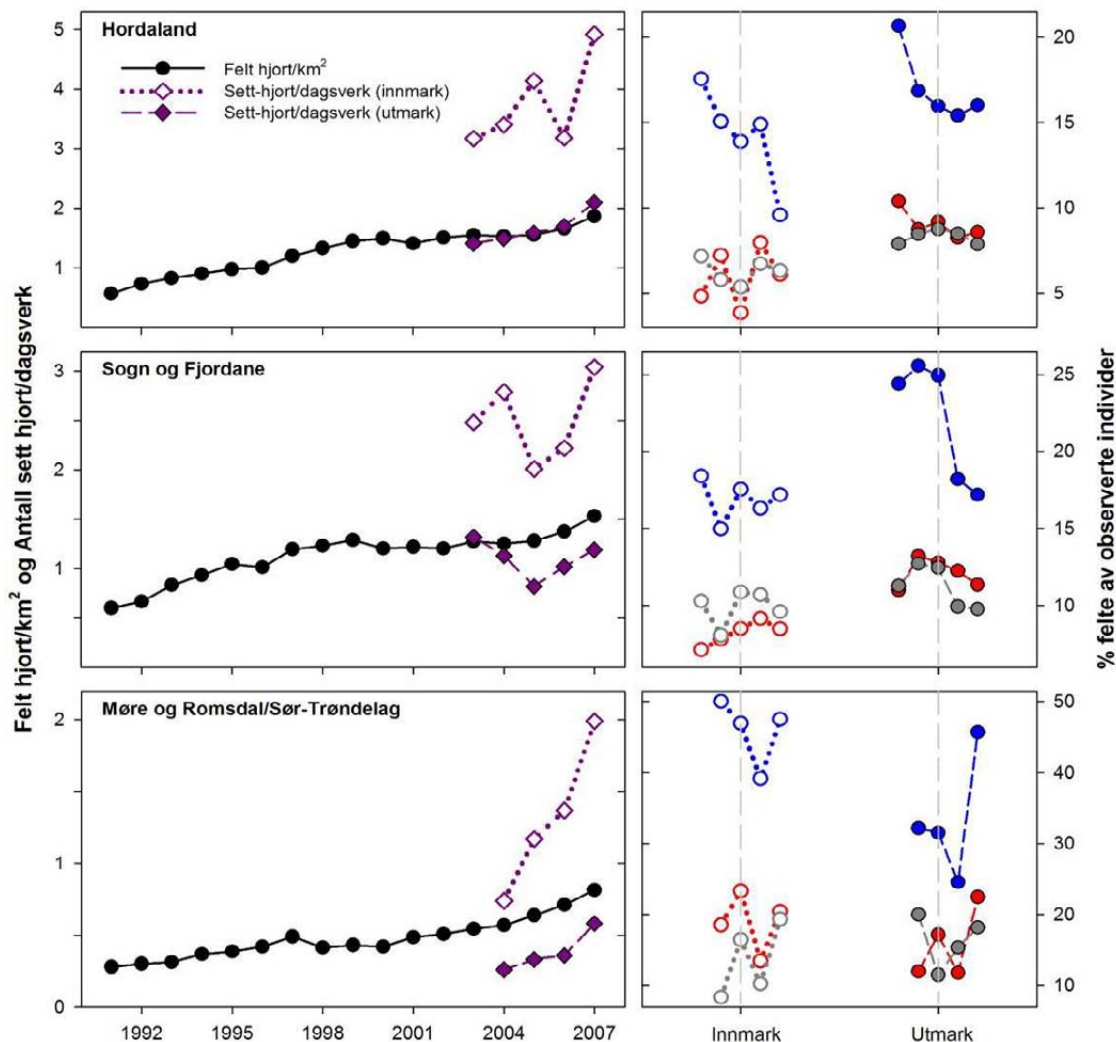 Hordaland
Felt hjort/km²
Sett-hjort/dagsverk (innmark)
Sett-hjort/dagsverk (utmark)
5
4
3
2
1
20
15
10
5
Sogn og Fjordane
3
2
1
25
20
15
10
Møre og Romsdal/Sør-Trøndelag
2
1
0
50
40
30
20
10
1992 1995 1998 2001 2004 2007
Innmark Utmark
Felt hjort/km² og Antall sett hjort/dagsverk
% felte av observerte individer